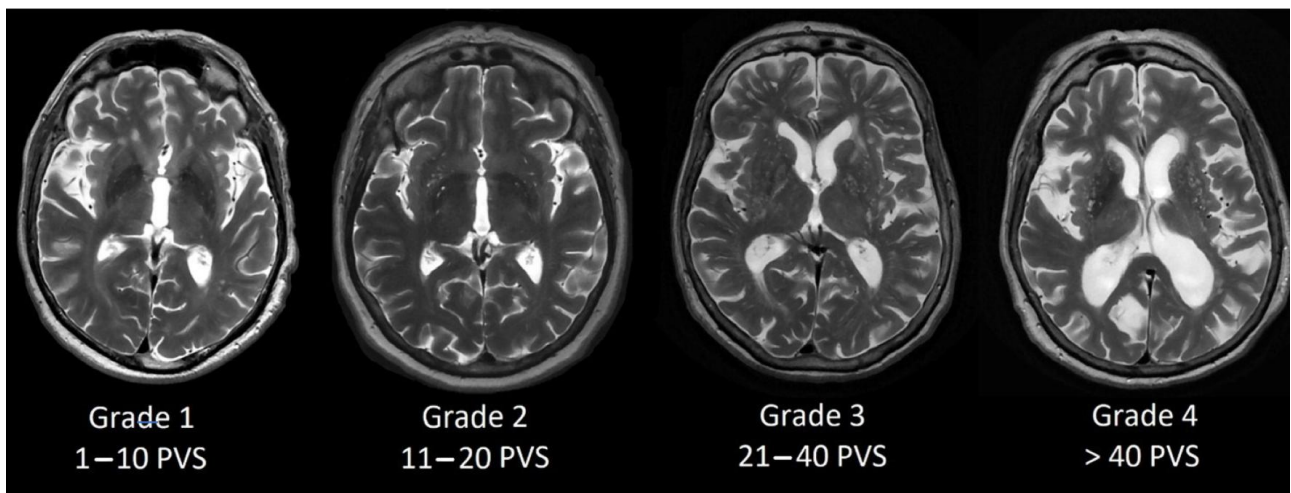 Grade 1
1–10 PVS
Grade 2
11–20 PVS
Grade 3
21–40 PVS
Grade 4
> 40 PVS